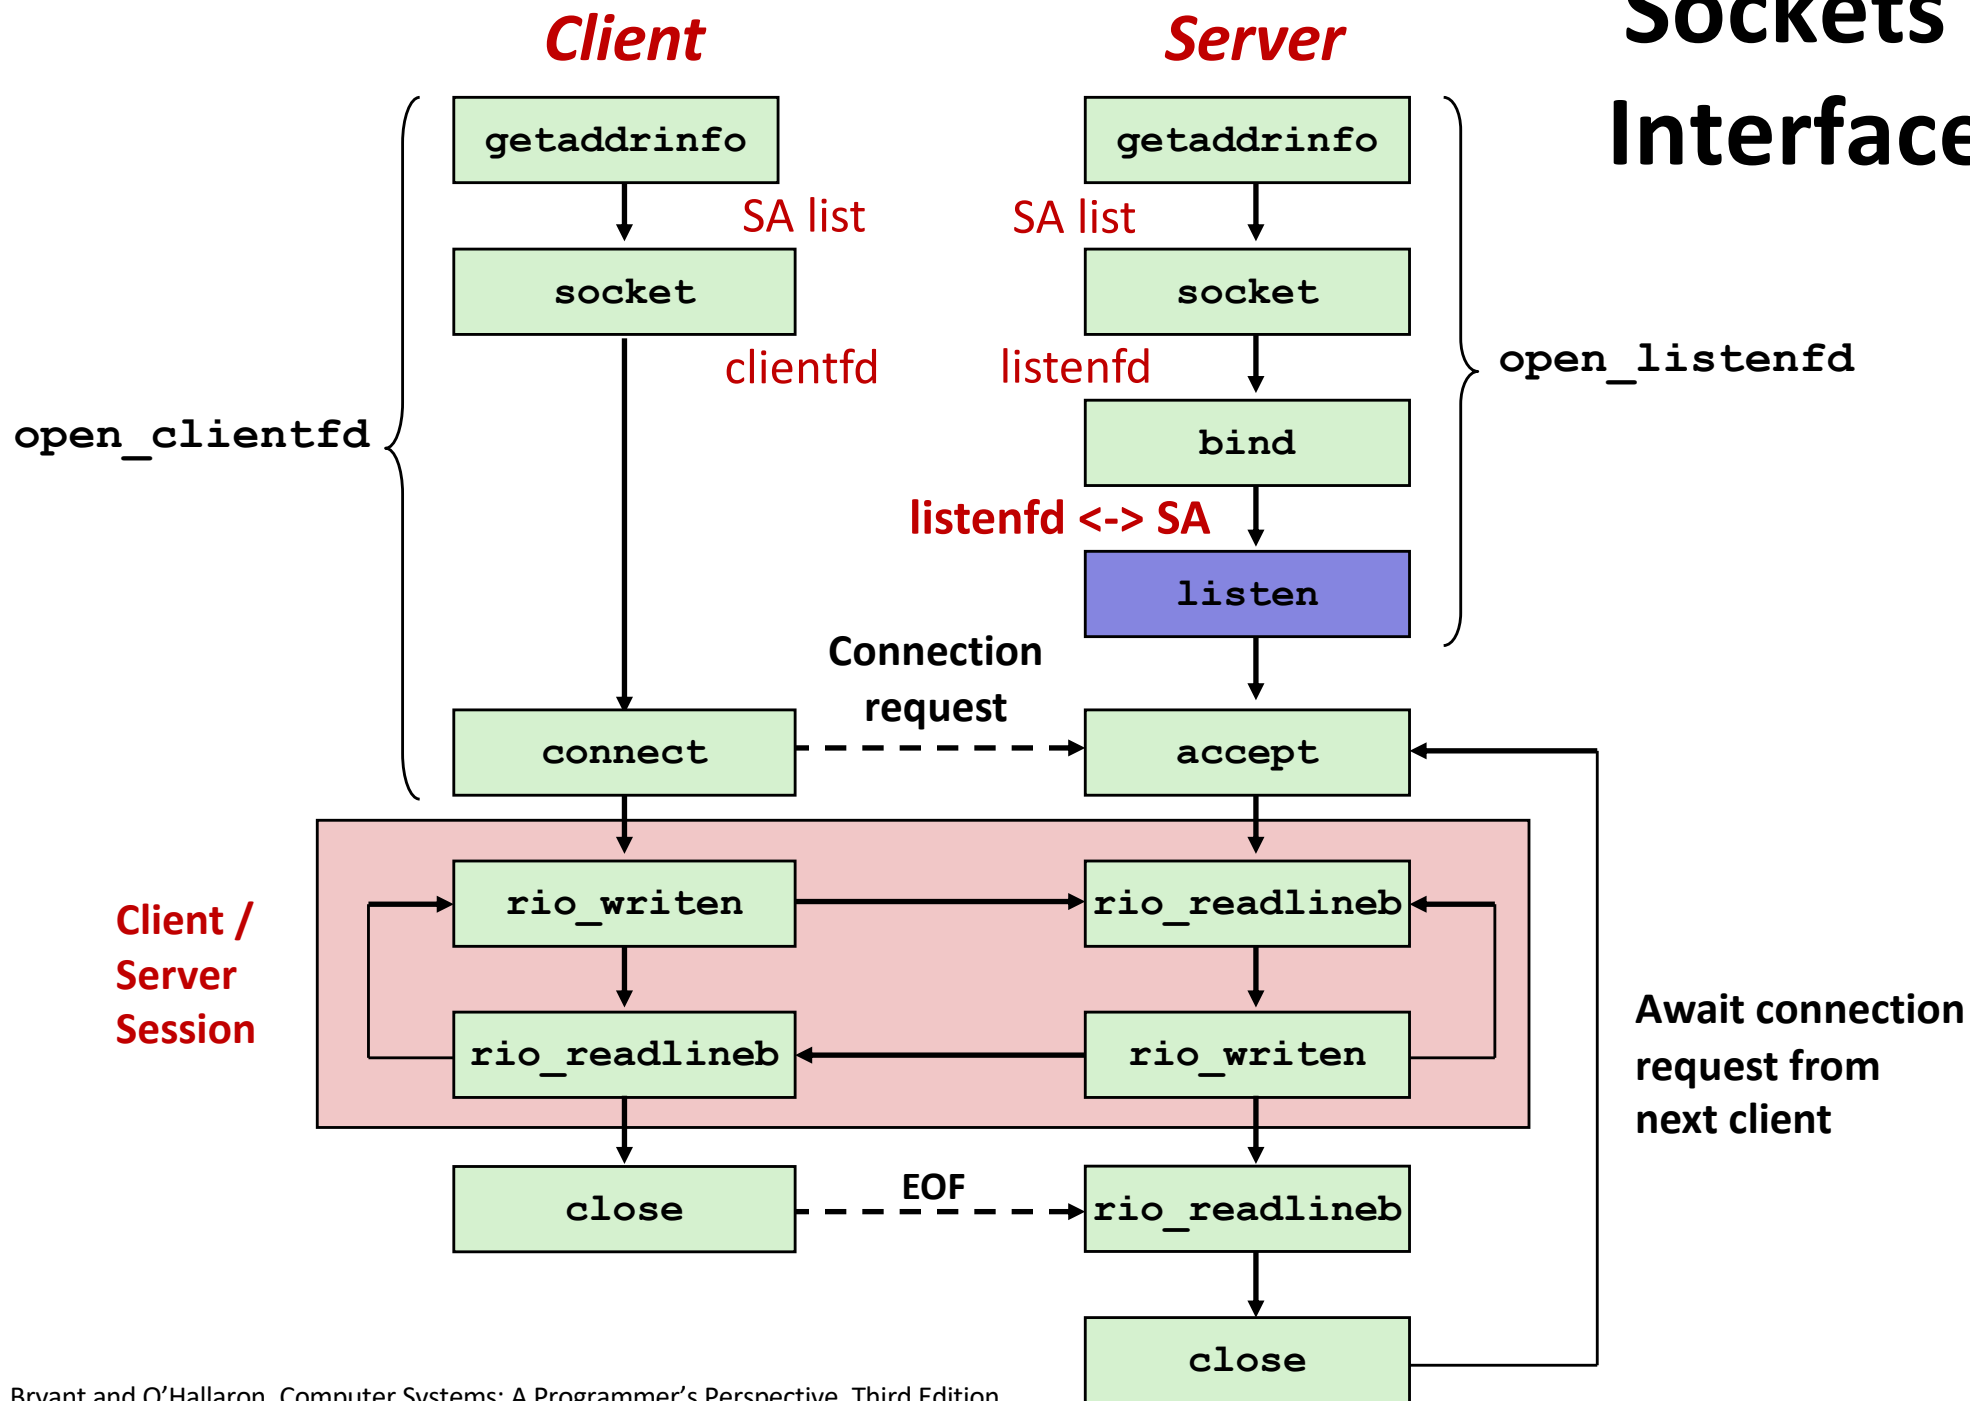 Client
Server
Sockets
Interface
getaddrinfo
getaddrinfo
SA list
SA list
socket
socket
clientfd
listenfd
open_listenfd
open_clientfd
bind
listenfd <-> SA
listen
Connection
request
connect
accept
Client /
Server
Session
rio_writen
rio_readlineb
rio_readlineb
rio_writen
Await connection
request from
next client
close
EOF
rio_readlineb
close
Bryant and O'Hallaron, Computer Systems: A Programmer's Perspective, Third Edition